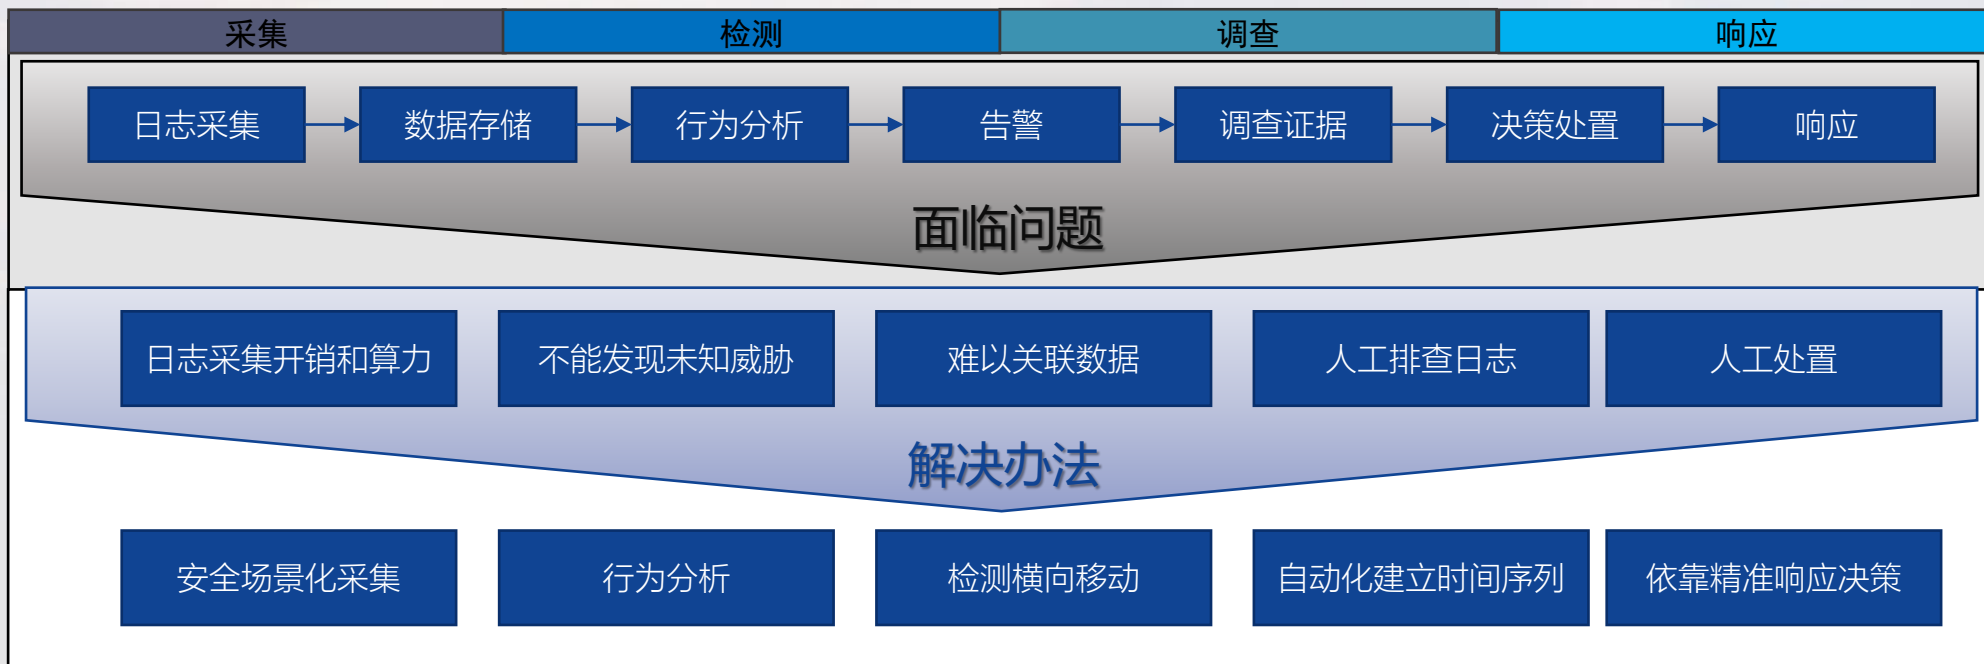 采集
检测
调查
响应
日志采集
数据存储
行为分析
告警
调查证据
决策处置
响应
面临问题
日志采集开销和算力
不能发现未知威胁
难以关联数据
人工排查日志
人工处置
解决办法
安全场景化采集
行为分析
检测横向移动
自动化建立时间序列
依靠精准响应决策